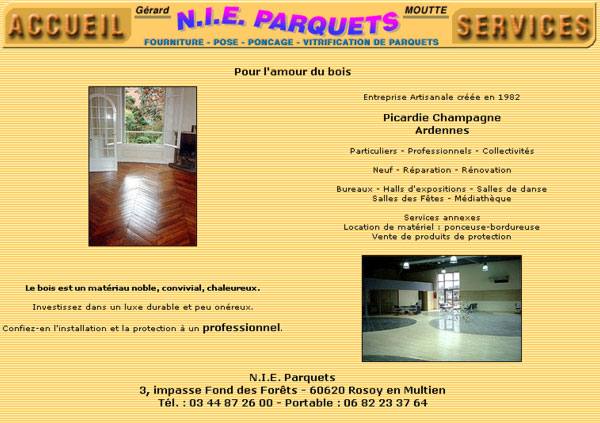 ACCUEIL
Gérard
N.I.E. PARQUETS
MOUTTE
SERVICES
FOURNITURE - POSE - PONCAGE - VITRIFICATION DE PARQUETS
Pour l'amour du bois
Entreprise Artisanale créée en 1982
Picardie Champagne
Ardennes
Particuliers - Professionnels - Collectivités
Neuf - Réparation - Rénovation
Bureaux - Halls d'expositions - Salles de danse
Salles des Fêtes - Médiathèque
Services annexes
Location de matériel : ponceuse-bordureuse
Vente de produits de protection
Le bois est un matériau noble, convivial, chaleureux.
Investissez dans un luxe durable et peu onéreux.
Confiez-en l'installation et la protection à un professionnel.
N.I.E. Parquets
3, impasse Fond des Forêts - 60620 Rosoy en Multien
Tél. : 03 44 87 26 00 - Portable : 06 82 23 37 64